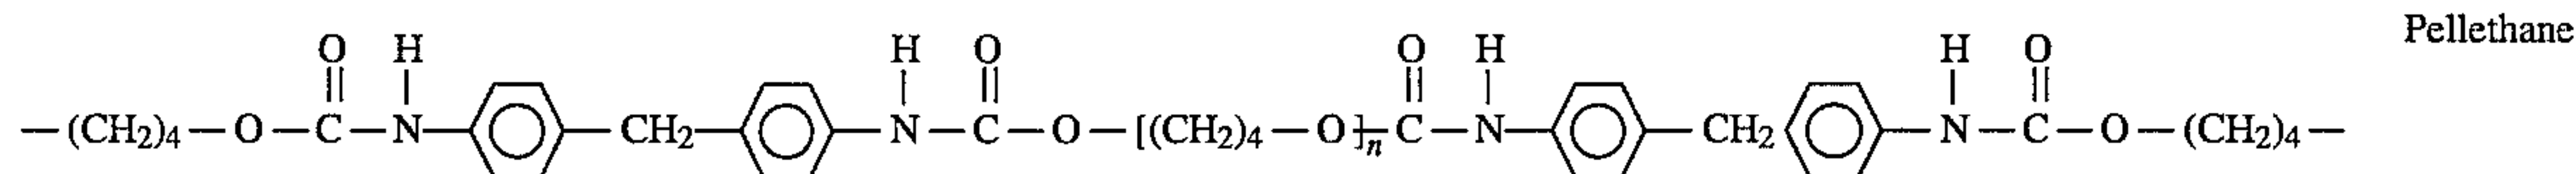 Pellethane
O H H O O H H O
—(CH₂)₄—O—C—N— —CH₂— —N—C—O—[(CH₂)₄—O]ₙ—C—N— —CH₂ —N—C—O—(CH₂)₄—